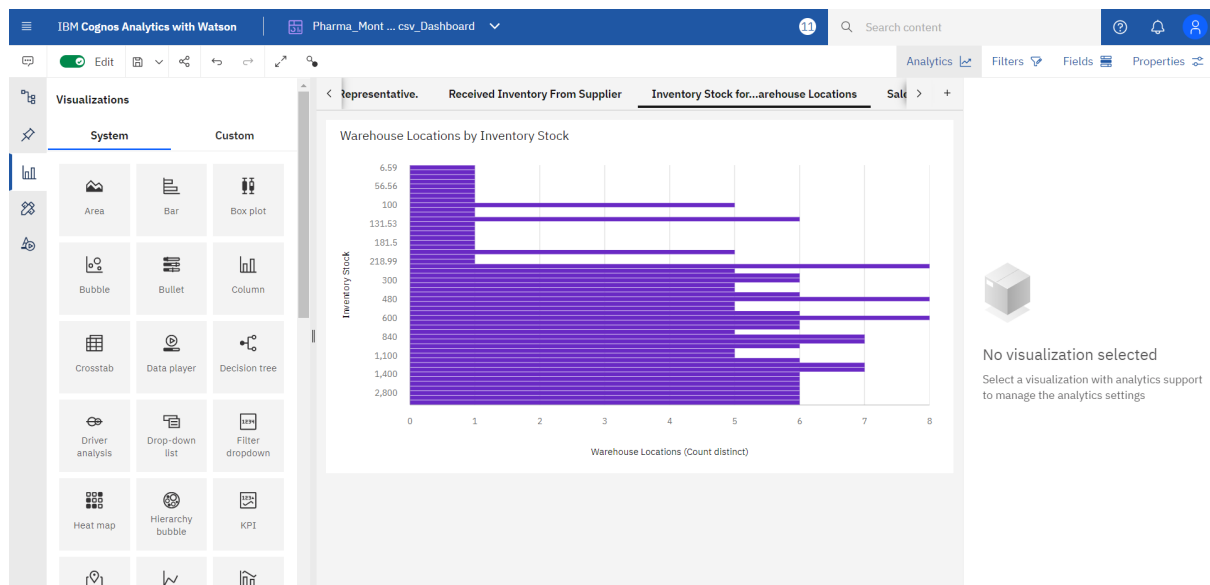 IBM Cognos Analytics with Watson
Pharma_Mont ... csv_Dashboard
11
Search content
Edit
Analytics
Filters
Fields
Properties
Visualizations
System
Custom
Area
Bar
Box plot
Bubble
Bullet
Column
Crosstab
Data player
Decision tree
Driver
analysis
Drop-down
list
Filter
dropdown
Heat map
Hierarchy
bubble
KPI
Representative.
Received Inventory From Supplier
Inventory Stock for...arehouse Locations
Sale
Warehouse Locations by Inventory Stock
Inventory Stock
6.59
56.56
100
131.53
181.5
218.99
300
480
600
840
1,100
1,400
2,800
0 1 2 3 4 5 6 7 8
Warehouse Locations (Count distinct)
No visualization selected
Select a visualization with analytics support
to manage the analytics settings